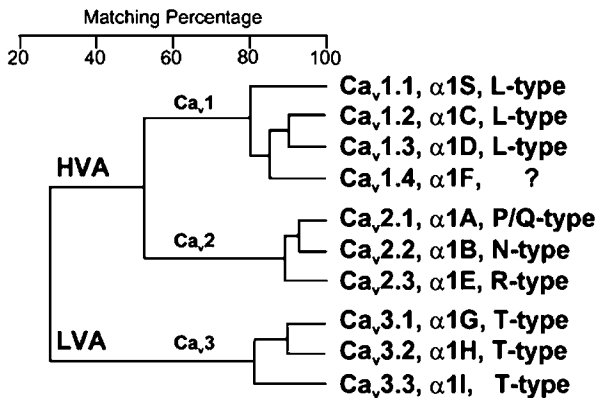 Matching Percentage
20 40 60 80 100
Caᵥ1.1, α1S, L-type
Caᵥ1
Caᵥ1.2, α1C, L-type
Caᵥ1.3, α1D, L-type
HVA
Caᵥ1.4, α1F, ?
Caᵥ2.1, α1A, P/Q-type
Caᵥ2
Caᵥ2.2, α1B, N-type
Caᵥ2.3, α1E, R-type
Caᵥ3.1, α1G, T-type
LVA
Caᵥ3
Caᵥ3.2, α1H, T-type
Caᵥ3.3, α1I, T-type